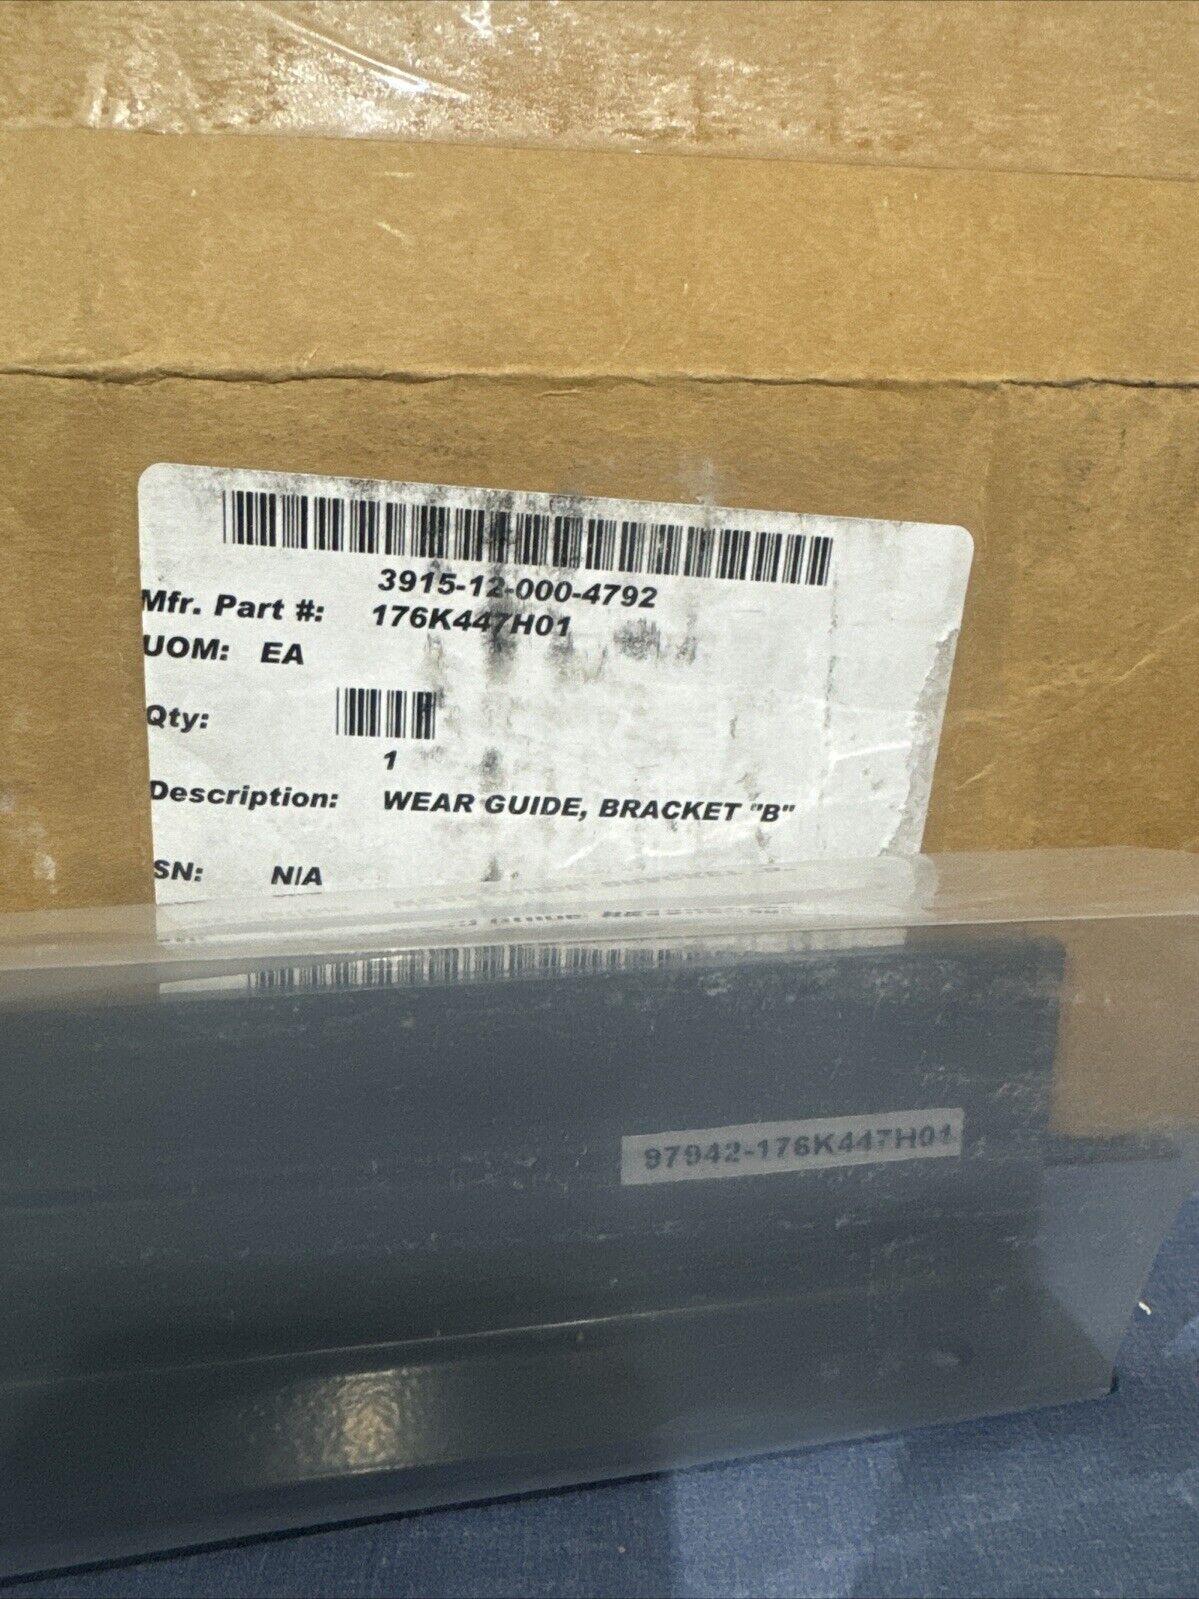 3915-12-000-4792
Mfr. Part #: 176K447H01
UOM: EA
Qty:
1
Description: WEAR GUIDE, BRACKET "B"
SN: N/A
97942-176K447H01